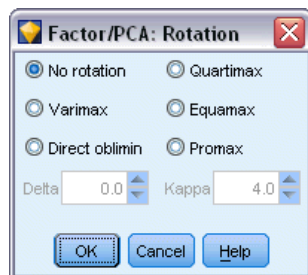 Factor/PCA: Rotation
No rotation Quartimax
Varimax Equamax
Direct oblimin Promax
Delta 0.0 Kappa 4.0
OK Cancel Help